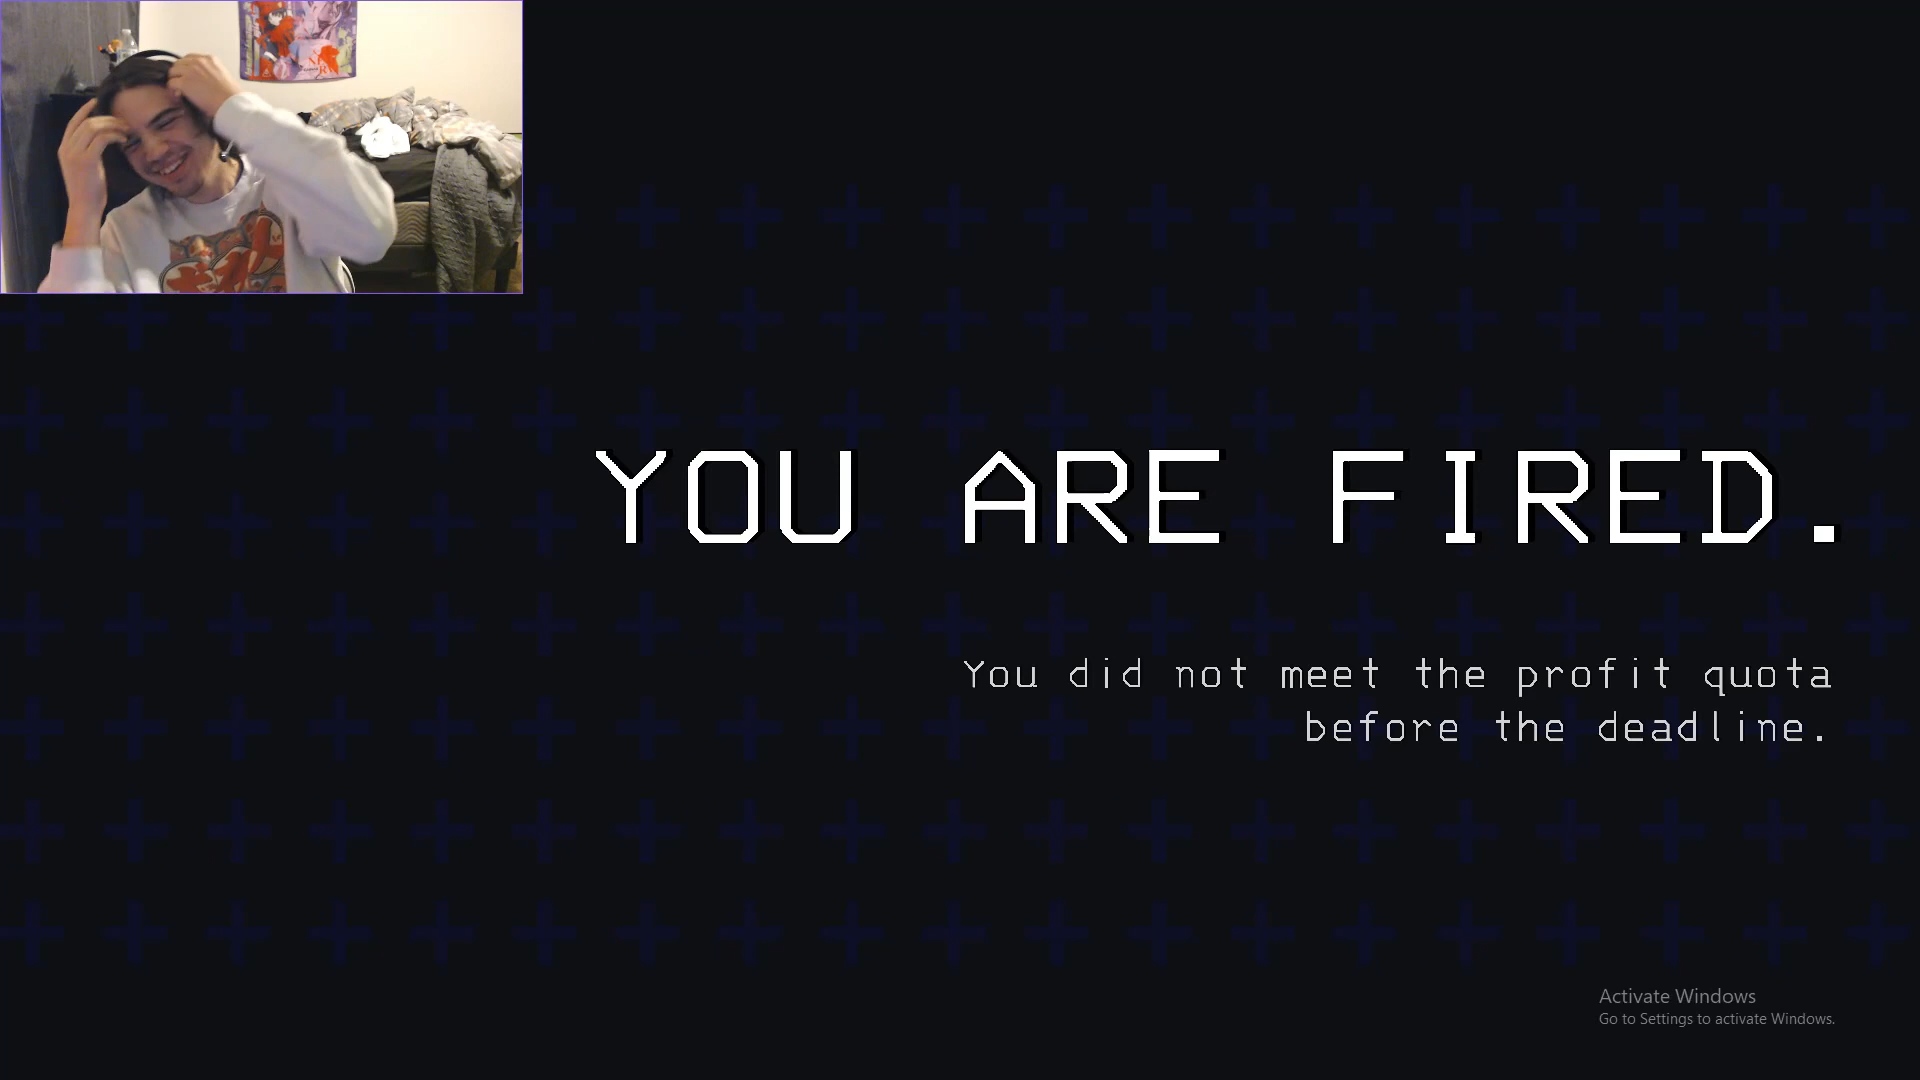 YOU ARE FIRED.
You did not meet the profit quota
before the deadline.
Activate Windows
Go to Settings to activate Windows.